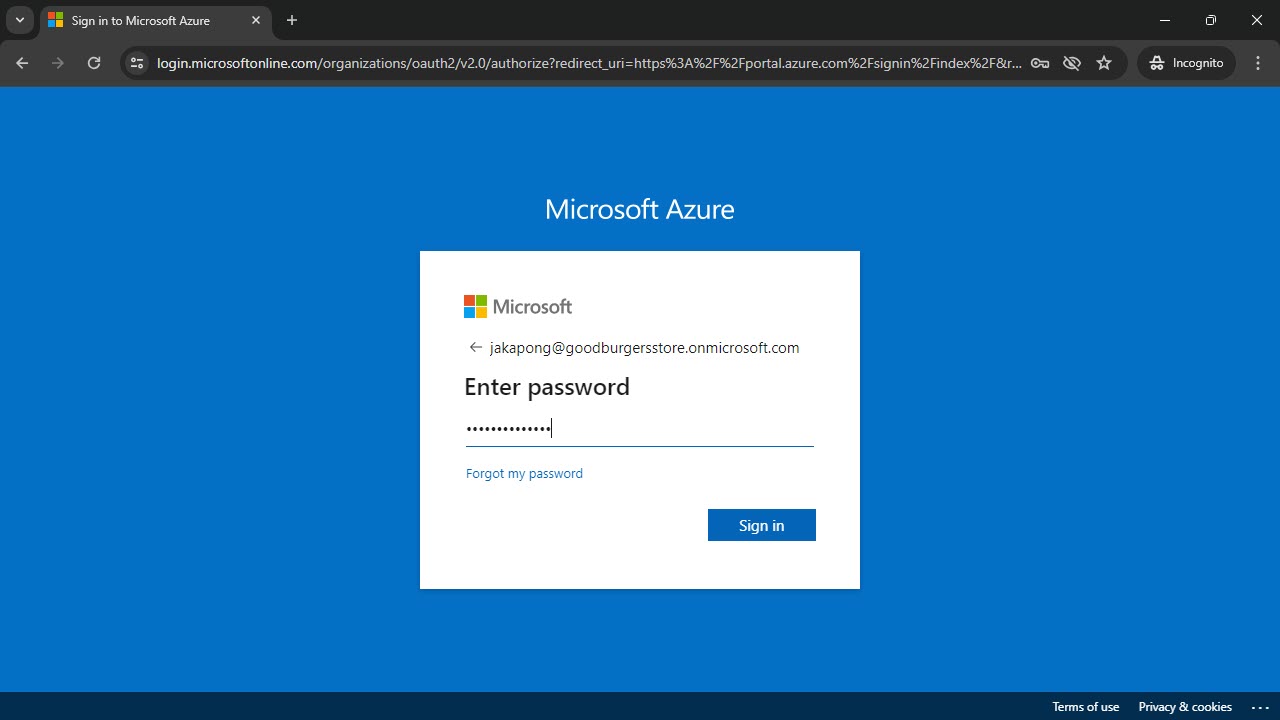 Sign in to Microsoft Azure
login.microsoftonline.com/organizations/oauth2/v2.0/authorize?redirect_uri=https%3A%2F%2Fportal.azure.com%2Fsignin%2Findex%2F&r...
Incognito
Microsoft Azure
Microsoft
jakapong@goodburgersstore.onmicrosoft.com
Enter password
••••••••••••••
Forgot my password
Sign in
Terms of use Privacy & cookies ...